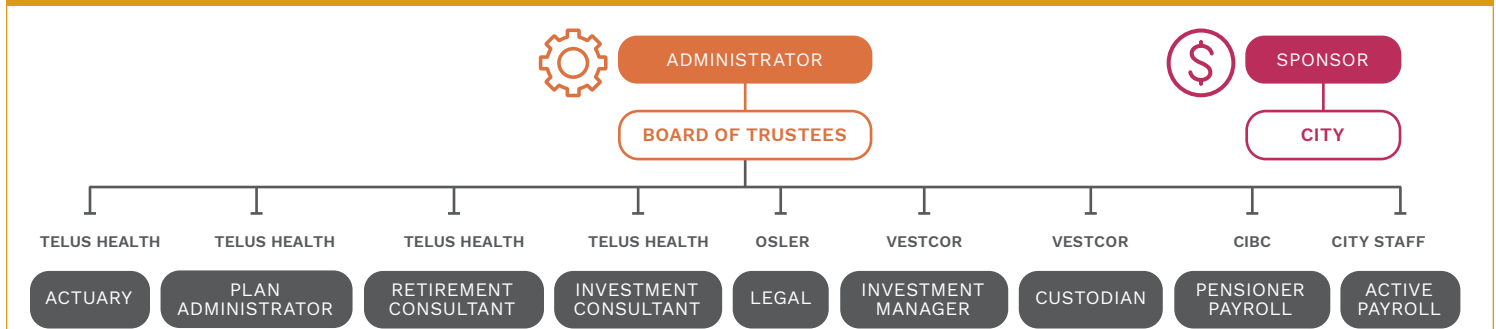 ADMINISTRATOR
SPONSOR
BOARD OF TRUSTEES
CITY
TELUS HEALTH
TELUS HEALTH
TELUS HEALTH
TELUS HEALTH
OSLER
VESTCOR
VESTCOR
CIBC
CITY STAFF
ACTUARY
PLAN
ADMINISTRATOR
RETIREMENT
CONSULTANT
INVESTMENT
CONSULTANT
LEGAL
INVESTMENT
MANAGER
CUSTODIAN
PENSIONER
PAYROLL
ACTIVE
PAYROLL